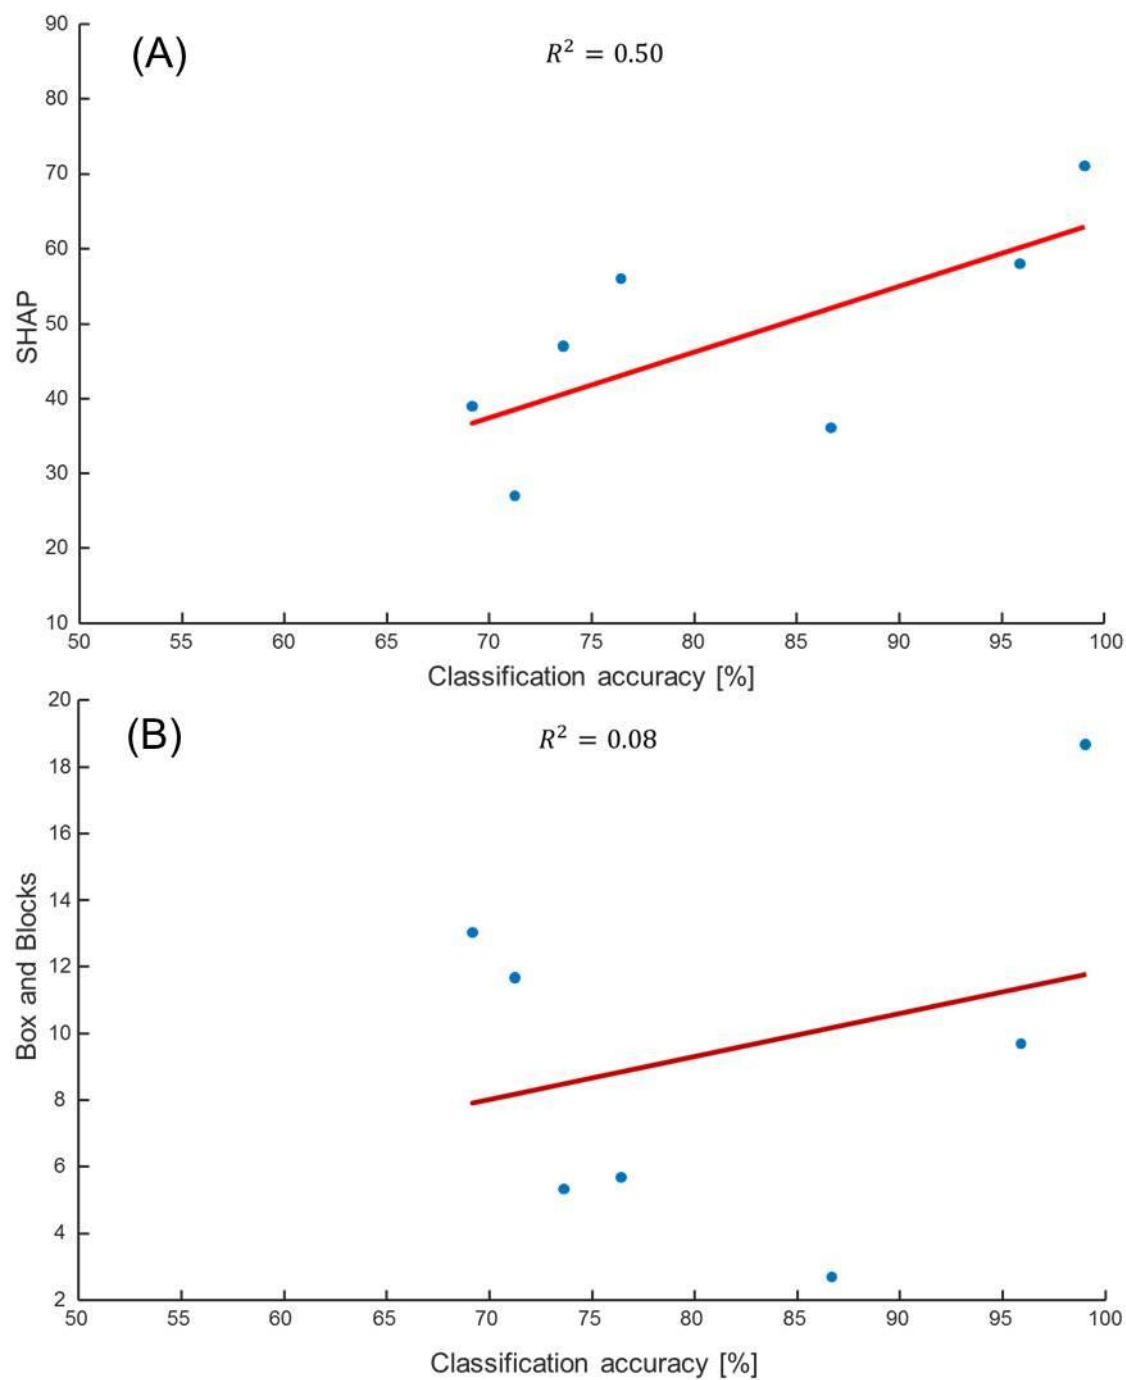 90
(A)
R² = 0.50
80
70
60
50
40
30
20
10
SHAP
50 55 60 65 70 75 80 85 90 95 100
Classification accuracy [%]
20
(B)
R² = 0.08
18
16
14
12
10
8
6
4
2
Box and Blocks
50 55 60 65 70 75 80 85 90 95 100
Classification accuracy [%]